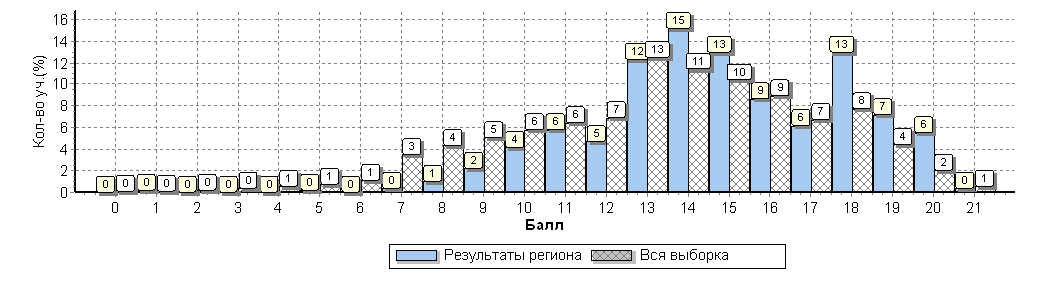 Кол-во уч.(%)
16
14
12
10
8
6
4
2
0
0 0 0 0 0 0 0 0 0 1 0 1 0 1 0 3 1 4 2 5 4 6 6 6 5 7 12 13 15 11 13 10 9 9 6 7 13 8 7 4 6 2 0 1
0 1 2 3 4 5 6 7 8 9 10 11 12 13 14 15 16 17 18 19 20 21
Балл
Результаты региона Вся выборка